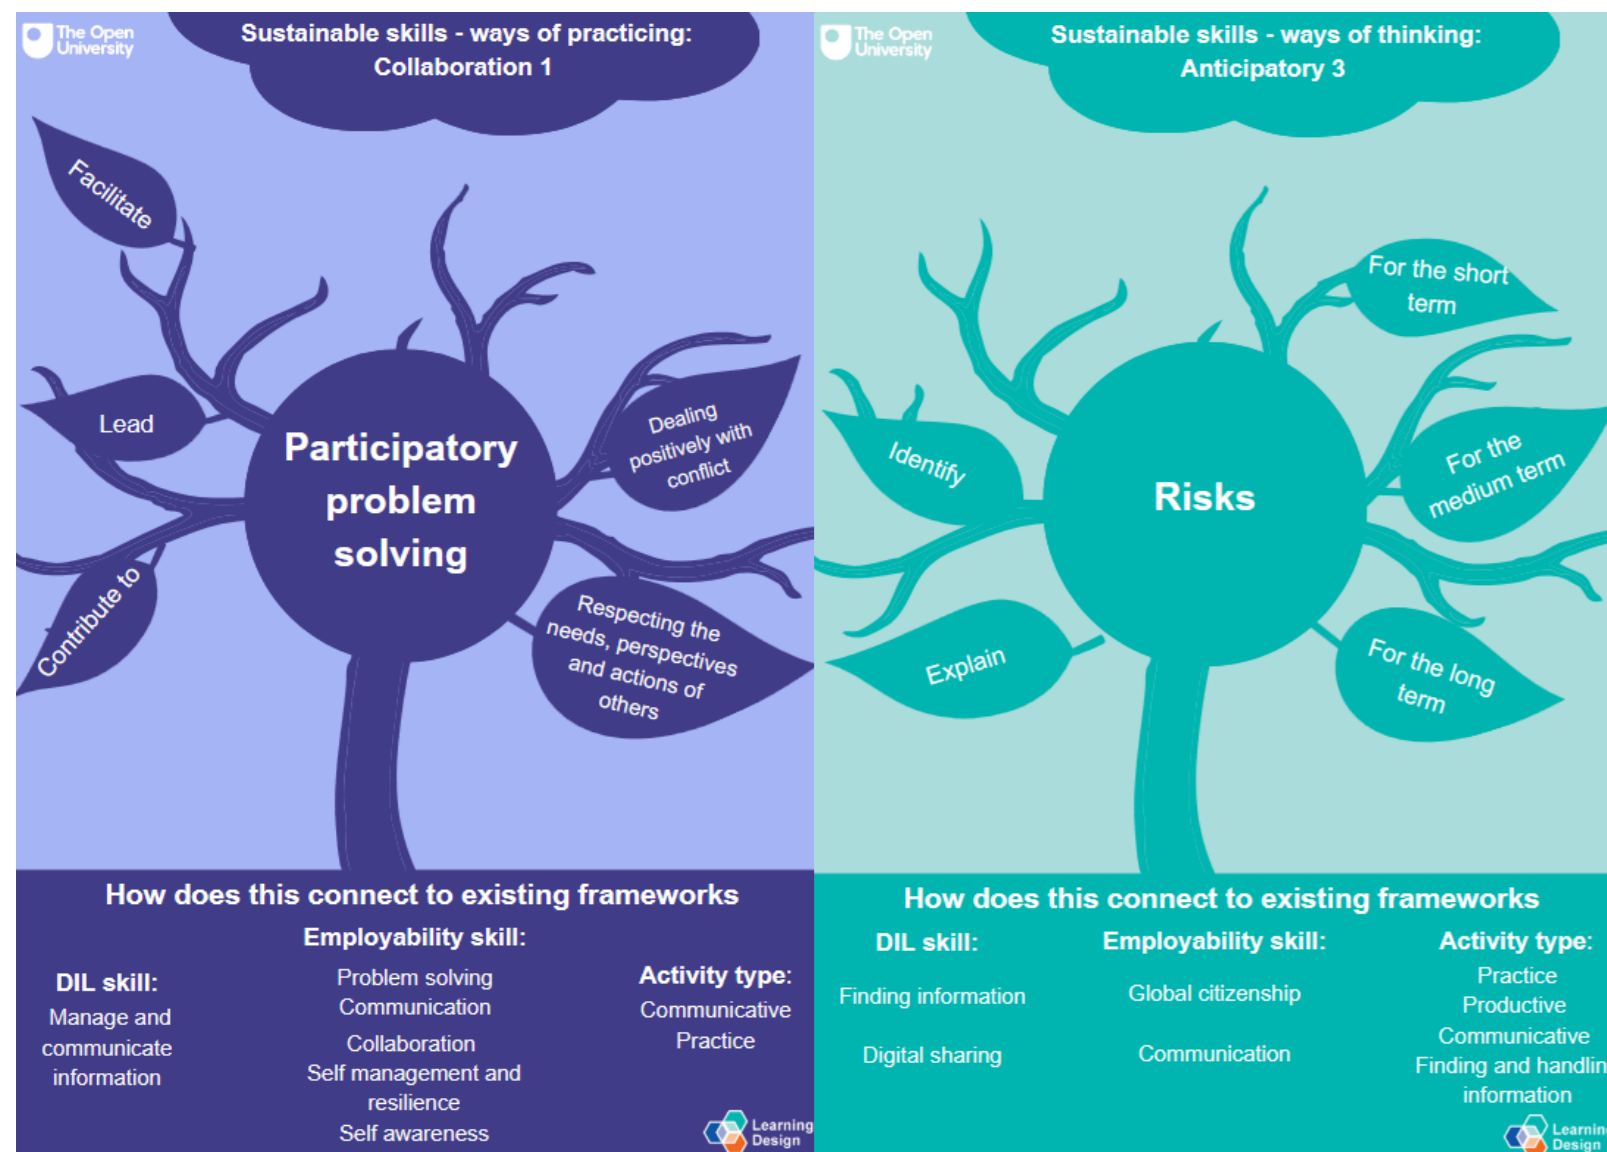 The Open
University
Sustainable skills - ways of practicing:
Collaboration 1
Facilitate
Lead
Contribute to
Participatory
problem
solving
Dealing
positively with
conflict
Respecting the
needs, perspectives
and actions of
others
How does this connect to existing frameworks
DIL skill:
Manage and
communicate
information
Employability skill:
Problem solving
Communication
Collaboration
Self management and
resilience
Self awareness
Activity type:
Communicative
Practice
Learning
Design
The Open
University
Sustainable skills - ways of thinking:
Anticipatory 3
Identify
Explain
Risks
For the short
term
For the
medium term
For the long
term
How does this connect to existing frameworks
DIL skill:
Finding information
Digital sharing
Employability skill:
Global citizenship
Communication
Activity type:
Practice
Productive
Communicative
Finding and handlin
information
Learnin
Design